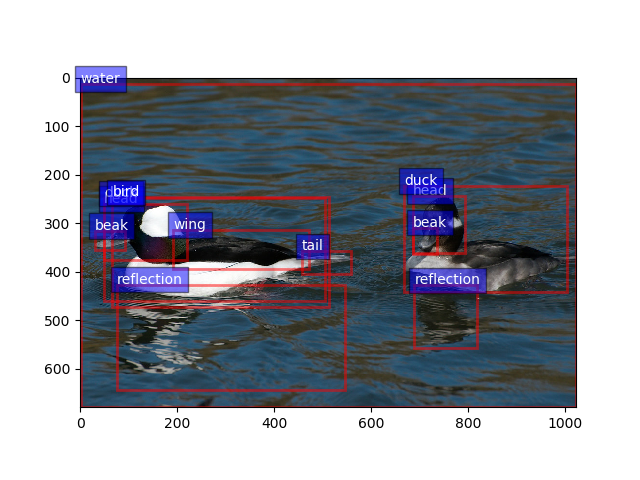 water
0
100
200
300
400
500
600
duck
bird
head
beak
wing
tail
reflection
duck
head
beak
reflection
0
200
400
600
800
1000